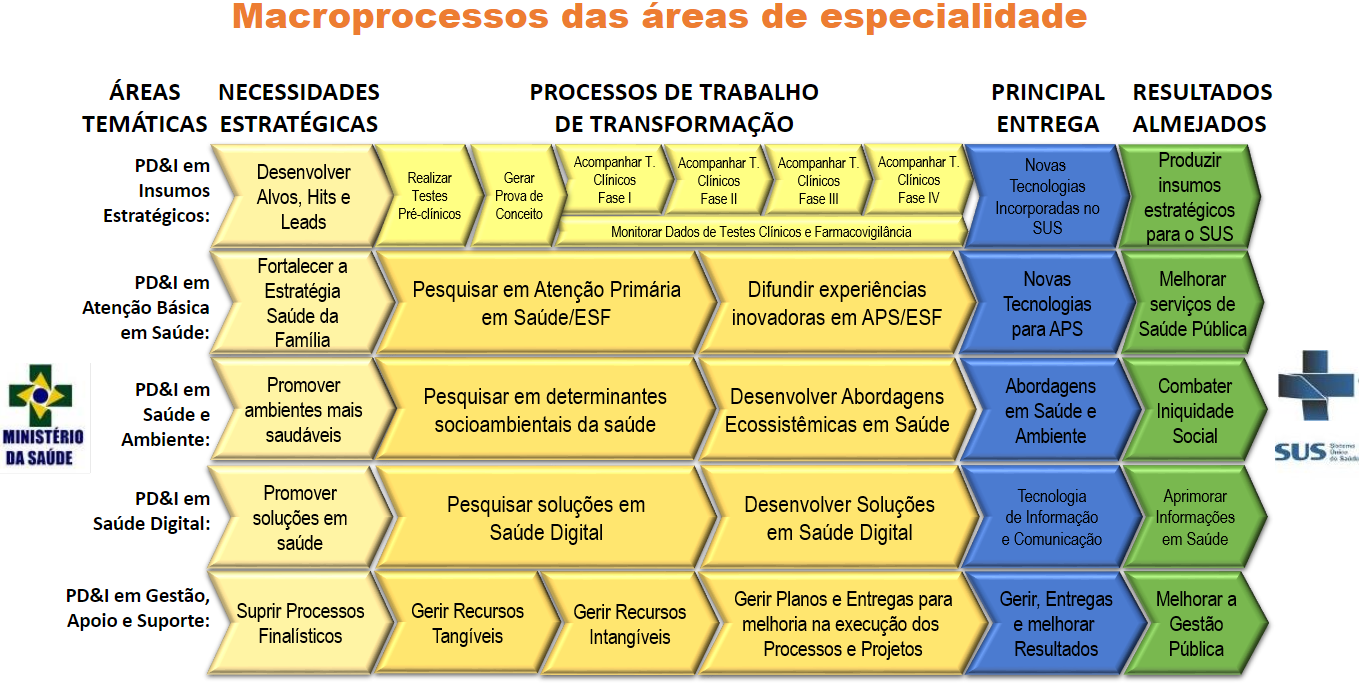 Macroprocessos das áreas de especialidade
ÁREAS
TEMÁTICAS
NECESSIDADES
ESTRATÉGICAS
PROCESSOS DE TRABALHO
DE TRANSFORMAÇÃO
PRINCIPAL
ENTREGA
RESULTADOS
ALMEJADOS
PD&I em
Insumos
Estratégicos:
Desenvolver
Alvos, Hits e
Leads
Realizar
Testes
Pré-clínicos
Gerar
Prova de
Conceito
Acompanhar T.
Clínicos
Fase I
Acompanhar T.
Clínicos
Fase II
Acompanhar T.
Clínicos
Fase III
Acompanhar T.
Clínicos
Fase IV
Monitorar Dados de Testes Clínicos e Farmacovigilância
Novas
Tecnologias
Incorporadas no
SUS
Produzir
insumos
estratégicos
para o SUS
PD&I em
Atenção Básica
em Saúde:
Fortalecer a
Estratégia
Saúde da
Família
Pesquisar em Atenção Primária
em Saúde/ESF
Difundir experiências
inovadoras em APS/ESF
Novas
Tecnologias
para APS
Melhorar
serviços de
Saúde Pública
PD&I em
Saúde e
Ambiente:
Promover
ambientes mais
saudáveis
Pesquisar em determinantes
socioambientais da saúde
Desenvolver Abordagens
Ecossistêmicas em Saúde
Abordagens
em Saúde e
Ambiente
Combater
Iniquidade
Social
MINISTÉRIO
DA SAÚDE
SUS
Sistema
Único
de Saúde
PD&I em
Saúde Digital:
Promover
soluções em
saúde
Pesquisar soluções em
Saúde Digital
Desenvolver Soluções
em Saúde Digital
Tecnologia
de Informação
e Comunicação
Aprimorar
Informações
em Saúde
PD&I em Gestão,
Apoio e Suporte:
Suprir Processos
Finalísticos
Gerir Recursos
Tangíveis
Gerir Recursos
Intangíveis
Gerir Planos e Entregas para
melhoria na execução dos
Processos e Projetos
Gerir, Entregas
e melhorar
Resultados
Melhorar a
Gestão
Pública